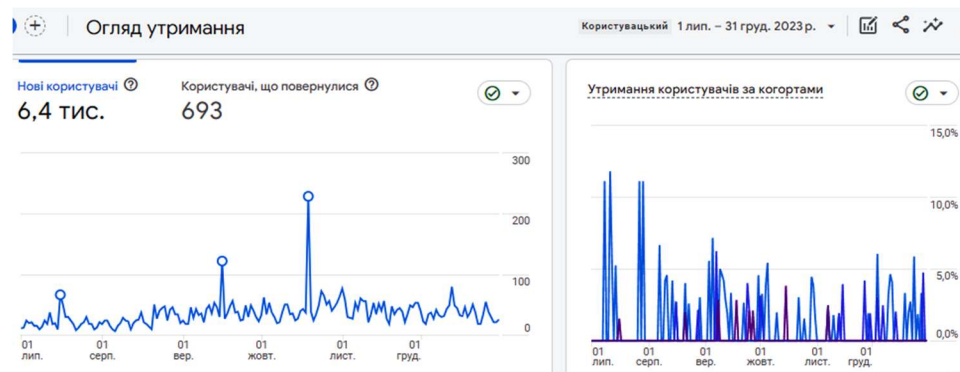 Огляд утримання
Користувацький 1 лип. – 31 груд. 2023 р.
Нові користувачі
6,4 тис.
Користувачі, що повернулися
693
300
200
100
0
01 лип.
01 серп.
01 вер.
01 жовт.
01 лист.
01 груд.
Утримання користувачів за когортами
15,0%
10,0%
5,0%
0,0%
01 лип.
01 серп.
01 вер.
01 жовт.
01 лист.
01 груд.